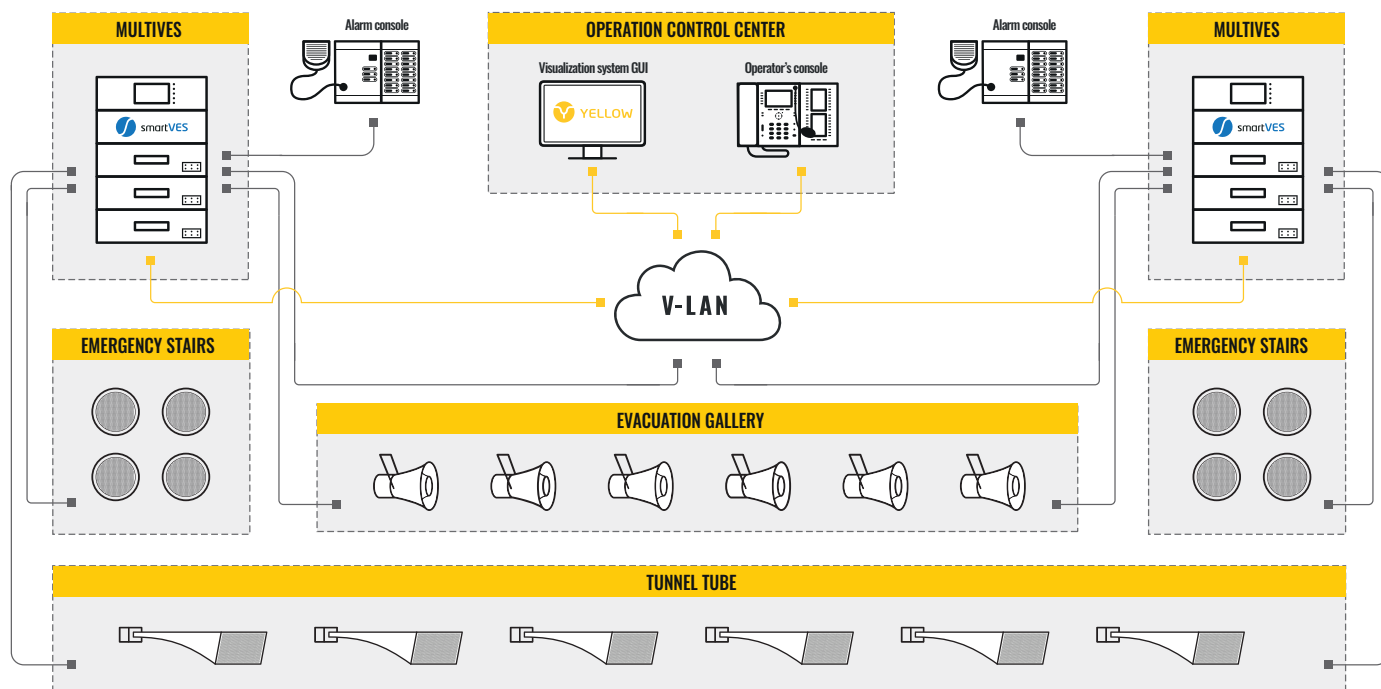 MULTIVES
Alarm console
OPERATION CONTROL CENTER
Alarm console
MULTIVES
Visualization system GUI
Operator's console
YELLOW
smartVES
smartVES
V-LAN
EMERGENCY STAIRS
EMERGENCY STAIRS
EVACUATION GALLERY
TUNNEL TUBE